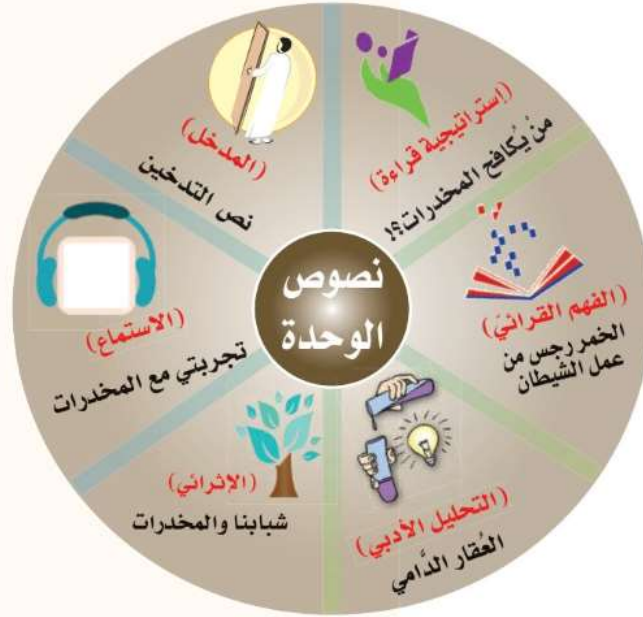 نصوص
الوحدة
(المدخل)
نص التدخين
(إستراتيجية قراءة)
منْ يُكافح المخدرات؟!
(الفهم القرائيّ)
الخمر رجس من
عمل الشيطان
(التحليل الأدبي)
العُقار الدَّامي
(الإثرائي)
شبابنا والمخدرات
(الاستماع)
تجربتي مع المخدرات